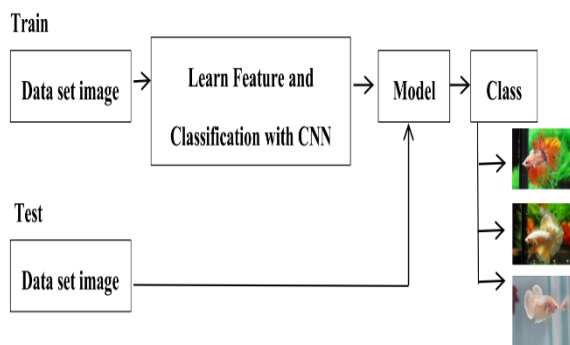 Train
Data set image
Learn Feature and
Classification with CNN
Model
Class
Test
Data set image